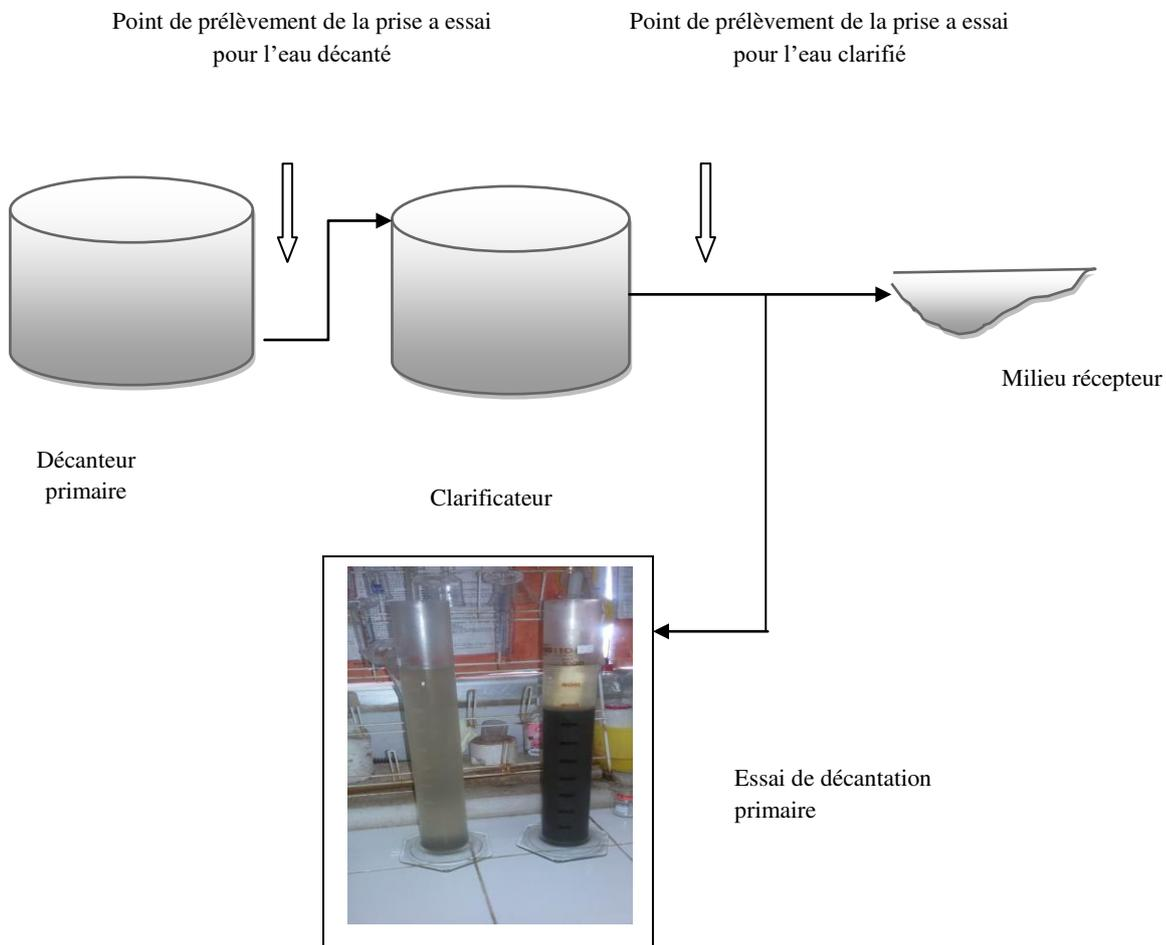 Point de prélèvement de la prise a essai
pour l’eau décanté
Point de prélèvement de la prise a essai
pour l’eau clarifié
Milieu récepteur
Décanteur
primaire
Clarificateur
Essai de décantation
primaire